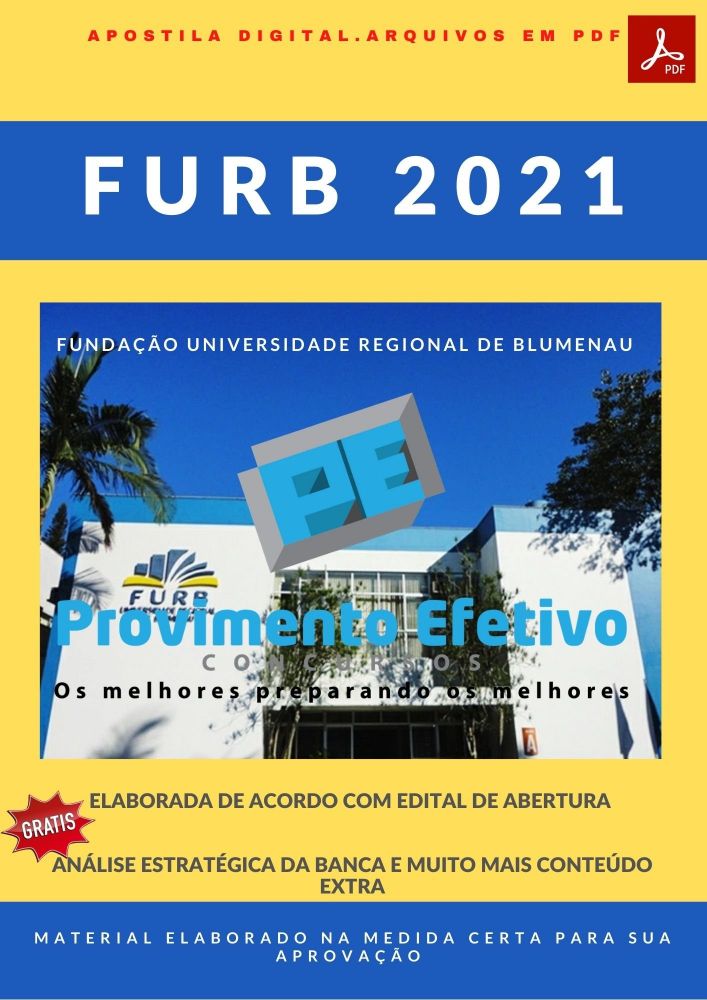 APOSTILA DIGITAL.ARQUIVOS EM PDF
PDF
FURB 2021
FUNDAÇÃO UNIVERSIDADE REGIONAL DE BLUMENAU
PE
FURB
Provimento Efetivo
CONCURSOS
Os melhores preparando os melhores
A
ELABORADA DE ACORDO COM EDITAL DE ABERTURA
GRATIS
ANÁLISE ESTRATÉGICA DA BANCA E MUITO MAIS CONTEÚDO
EXTRA
MATERIAL ELABORADO NA MEDIDA CERTA PARA SUA
APROVAÇÃO